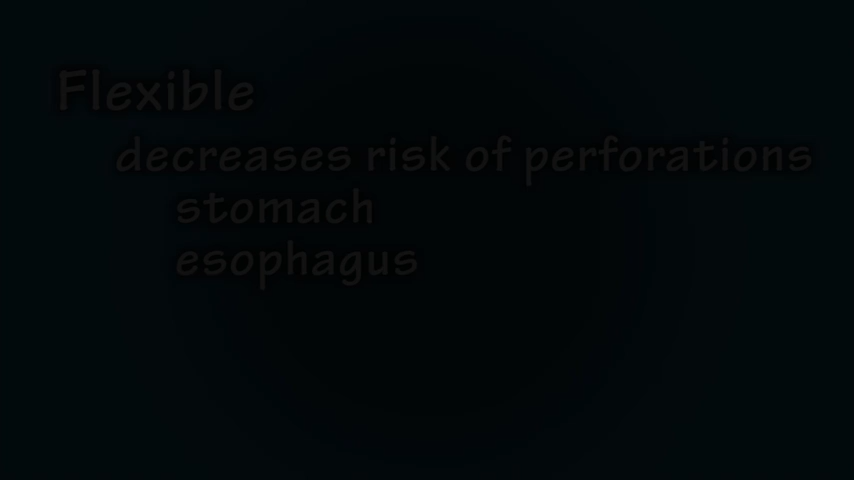 Flexible
decreases risk of perforations
stomach
esophagus